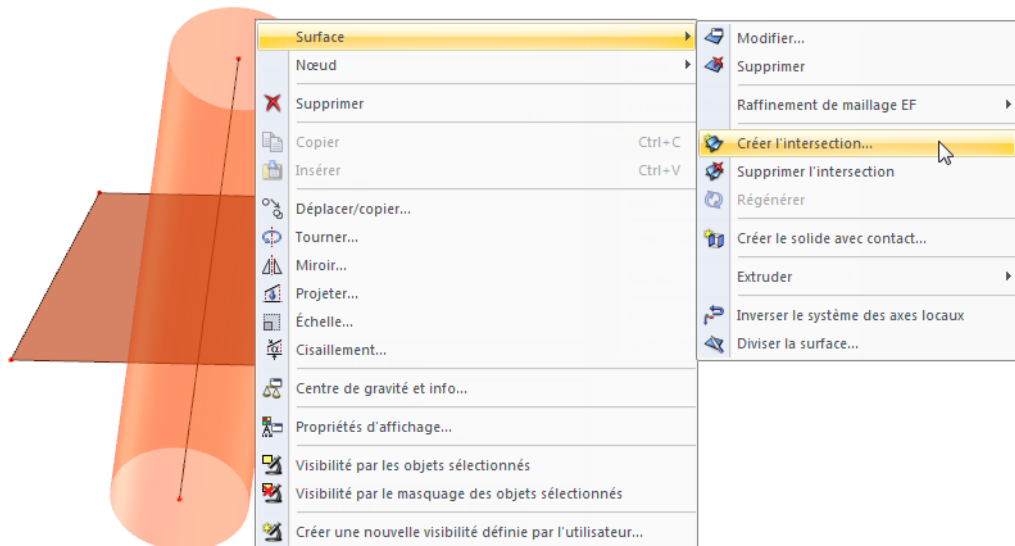 Surface
Nœud
Supprimer
Copier Ctrl+C
Insérer Ctrl+V
Déplacer/copier...
Tourner...
Miroir...
Projeter...
Échelle...
Cisaillement...
Centre de gravité et info...
Propriétés d'affichage...
Visibilité par les objets sélectionnés
Visibilité par le masquage des objets sélectionnés
Créer une nouvelle visibilité définie par l'utilisateur...
Modifier...
Supprimer
Raffinement de maillage EF
Créer l'intersection...
Supprimer l'intersection
Régénérer
Créer le solide avec contact...
Extruder
Inverser le système des axes locaux
Diviser la surface...